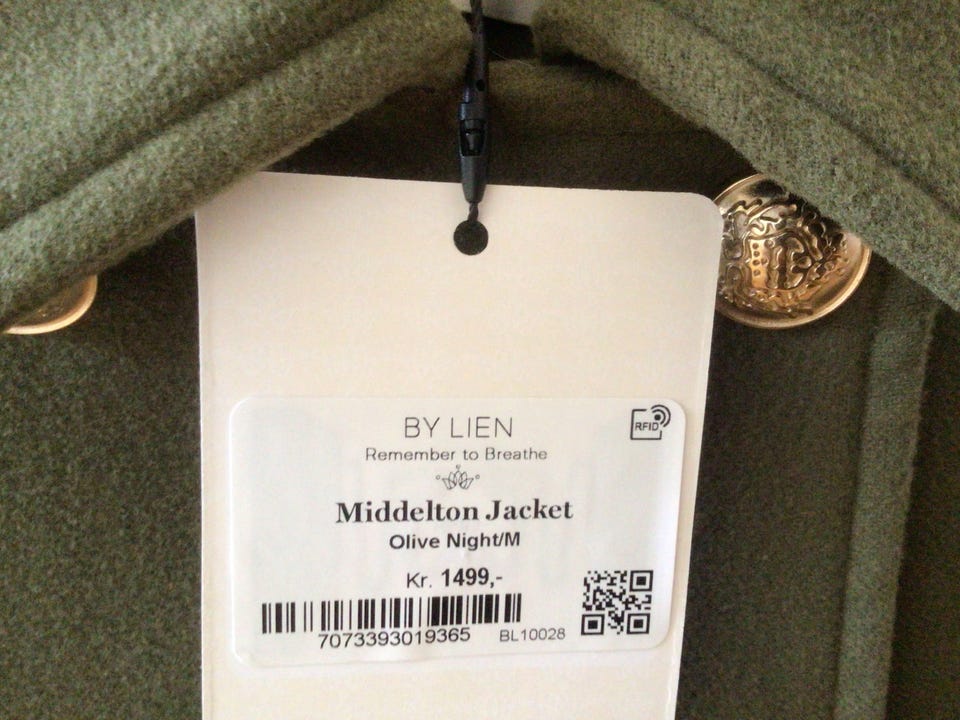 BY LIEN
RFID
Remember to Breathe
Middelton Jacket
Olive Night/M
Kr. 1499,-
7073393019365 BL10028